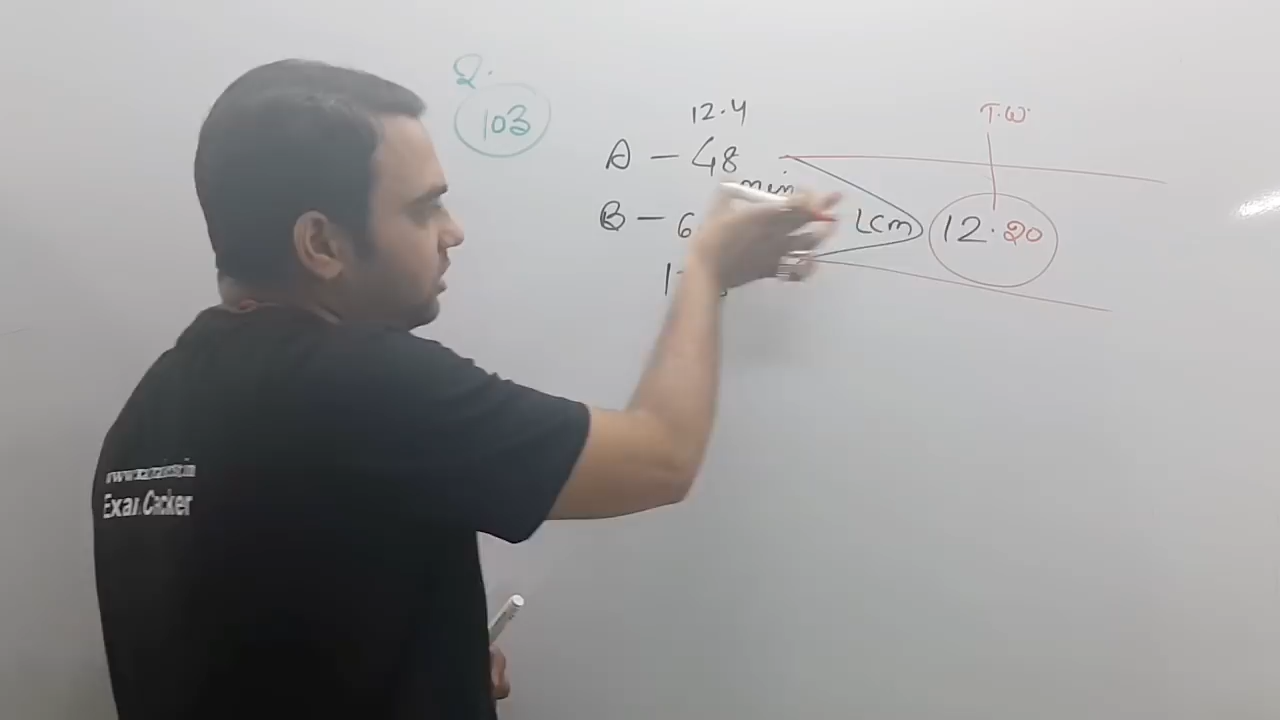 Q.
103
12.4
T.W.
A - 48
min
B - 6
LCM
12.20
Exam Cracker